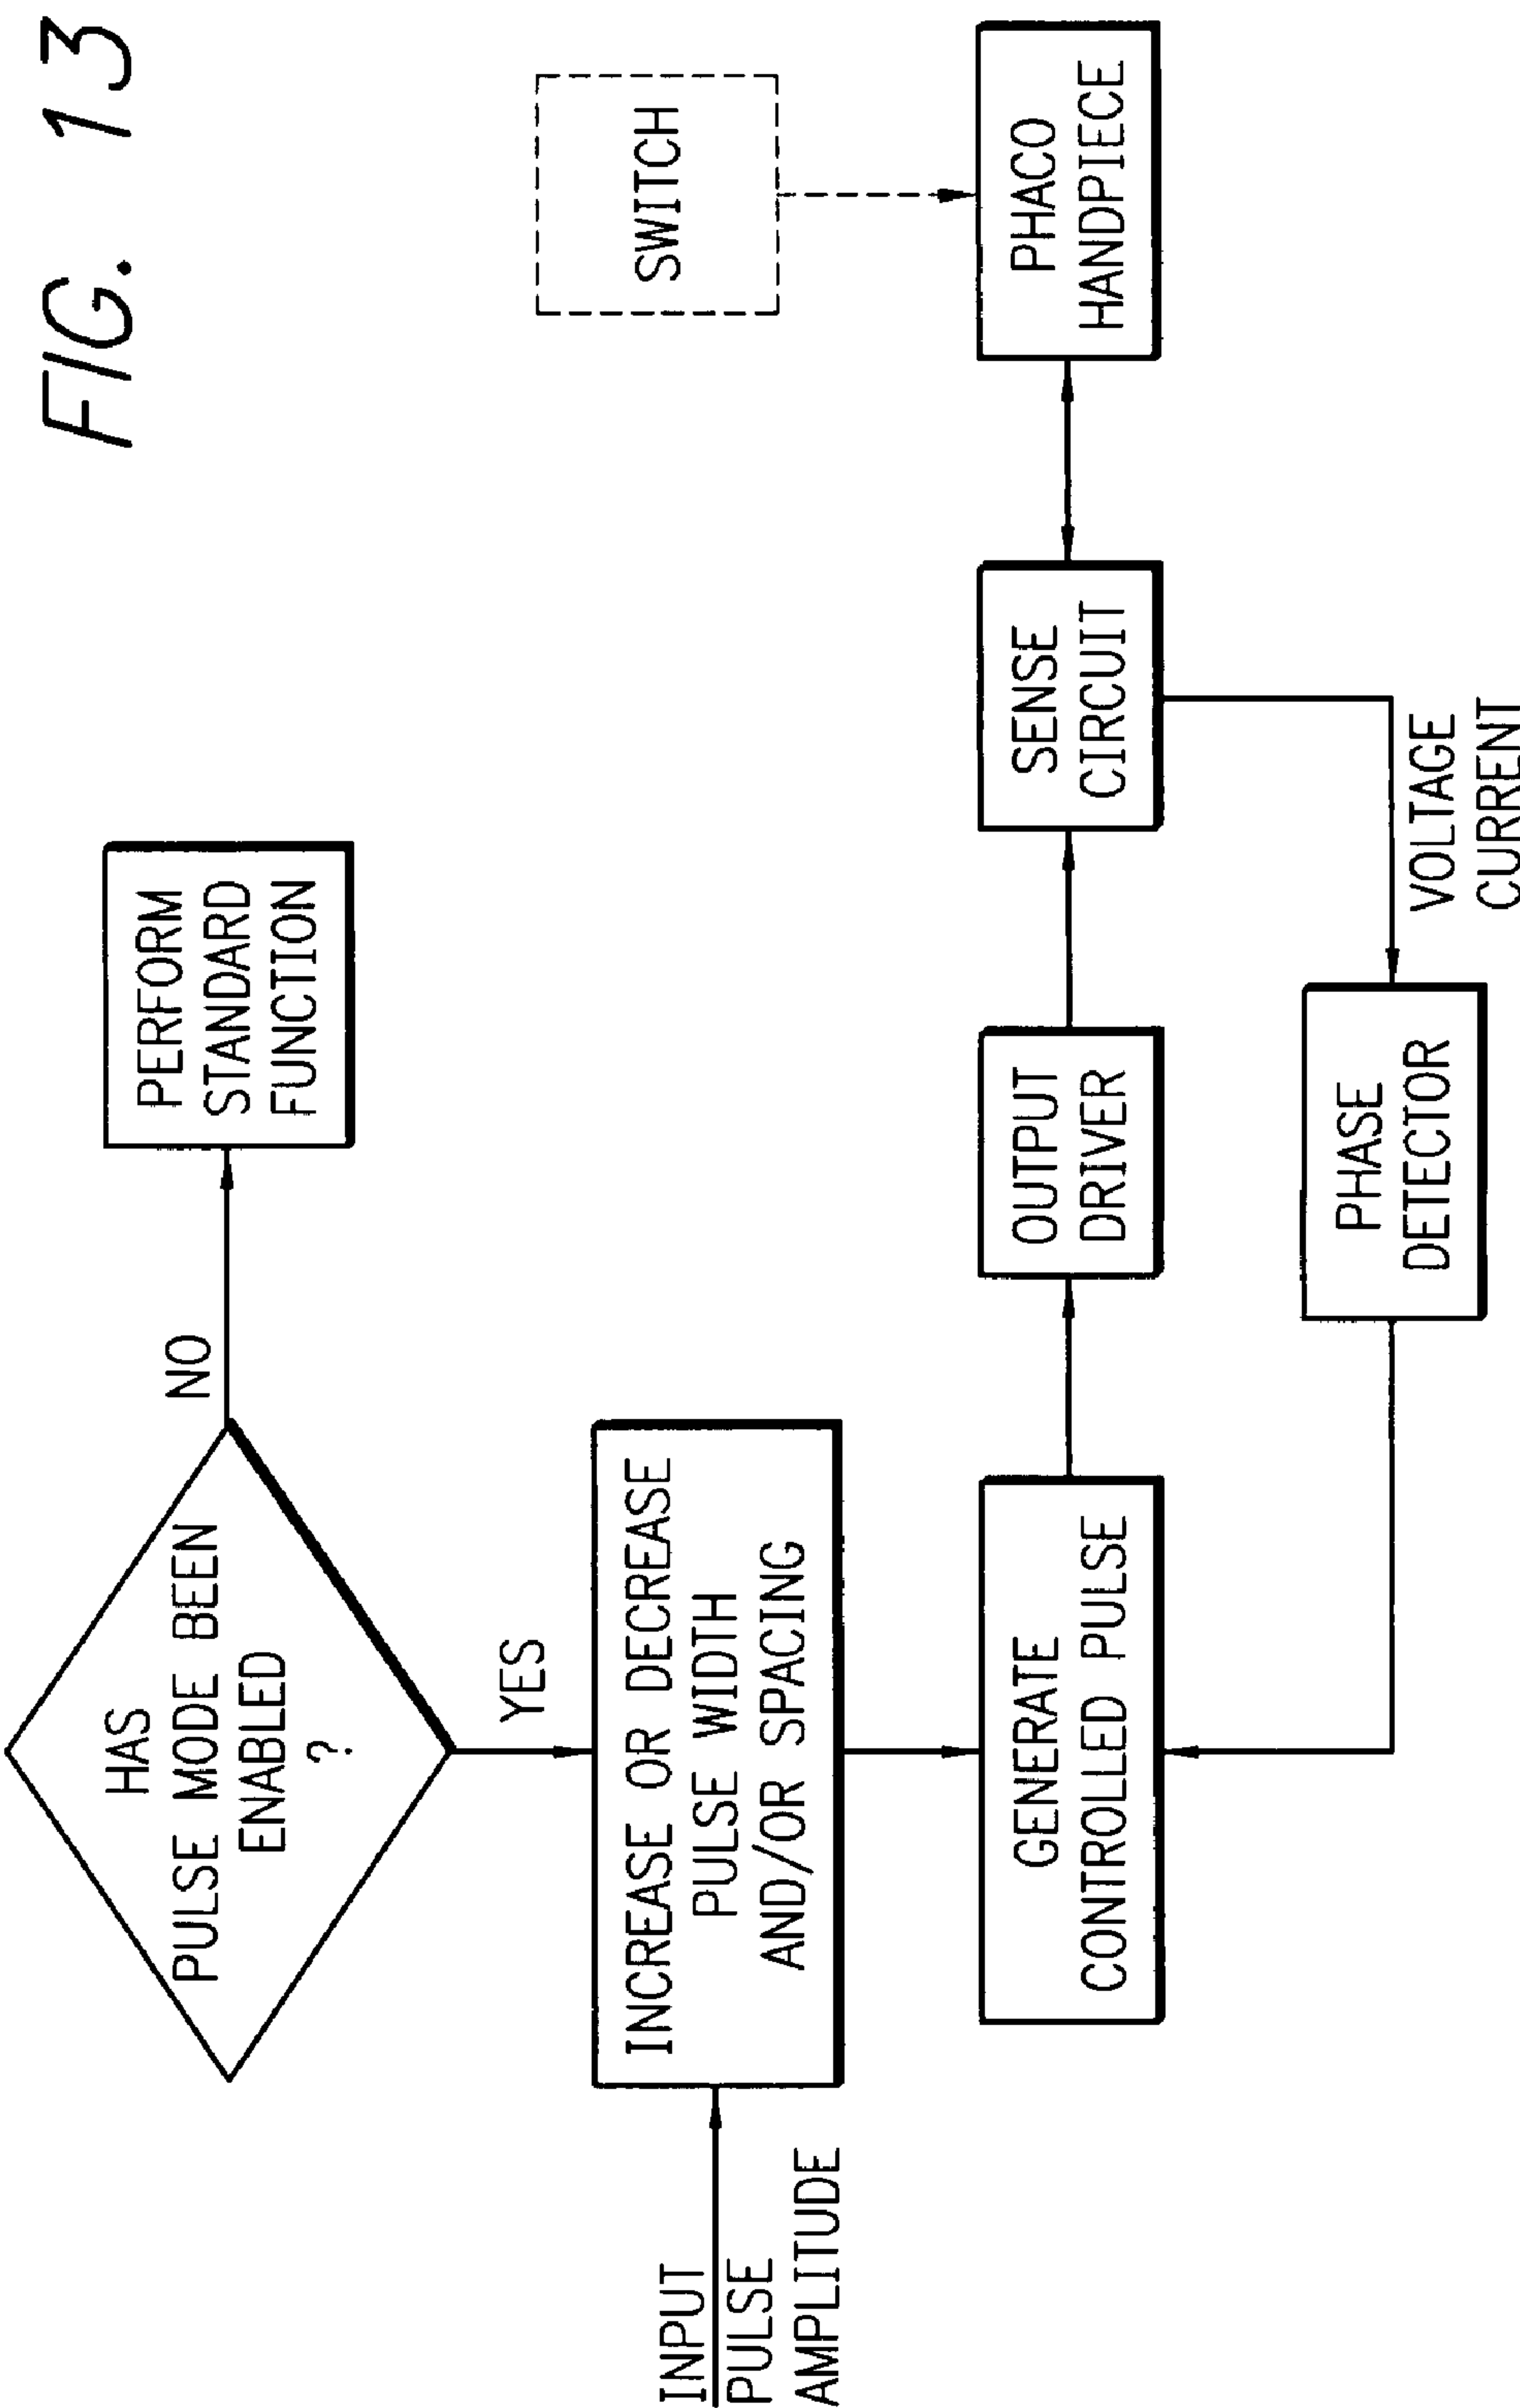 FIG. 13
HAS
PULSE MODE BEEN
ENABLED
?
NO
PERFORM
STANDARD
FUNCTION
YES
INPUT
PULSE
AMPLITUDE
INCREASE OR DECREASE
PULSE WIDTH
AND/OR SPACING
SWITCH
GENERATE
CONTROLLED PULSE
OUTPUT
DRIVER
SENSE
CIRCUIT
PHACO
HANDPIECE
PHASE
DETECTOR
VOLTAGE
CURRENT